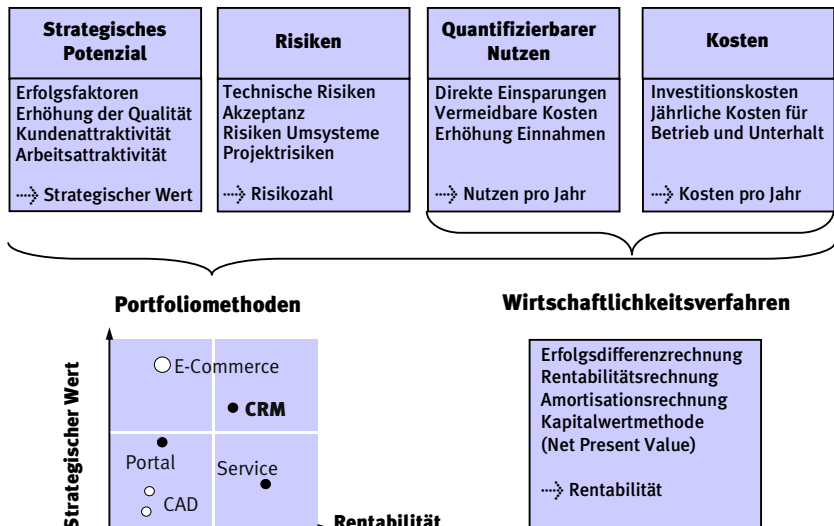 Strategisches
Potenzial
Erfolgsfaktoren
Erhöhung der Qualität
Kundenattraktivität
Arbeitsattraktivität
Strategischer Wert
Risiken
Technische Risiken
Akzeptanz
Risiken Umsysteme
Projektrisiken
Risikozahl
Quantifizierbarer
Nutzen
Direkte Einsparungen
Vermeidbare Kosten
Erhöhung Einnahmen
Nutzen pro Jahr
Kosten
Investitionskosten
Jährliche Kosten für
Betrieb und Unterhalt
Kosten pro Jahr
Portfoliomethoden
Strategischer Wert
E-Commerce
CRM
Portal
Service
CAD
Rentabilität
Wirtschaftlichkeitsverfahren
Erfolgsdifferenzrechnung
Rentabilitätsrechnung
Amortisationsrechnung
Kapitalwertmethode
(Net Present Value)
Rentabilität